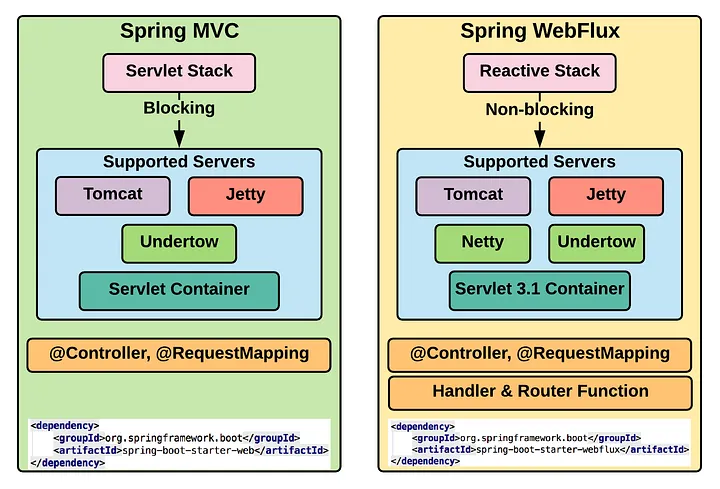 Spring MVC
Servlet Stack
Blocking
Supported Servers
Tomcat
Jetty
Undertow
Servlet Container
@Controller, @RequestMapping
<dependency>
<groupId>org.springframework.boot</groupId>
<artifactId>spring-boot-starter-web</artifactId>
</dependency>
Spring WebFlux
Reactive Stack
Non-blocking
Supported Servers
Tomcat
Jetty
Netty
Undertow
Servlet 3.1 Container
@Controller, @RequestMapping
Handler & Router Function
<dependency>
<groupId>org.springframework.boot</groupId>
<artifactId>spring-boot-starter-webflux</artifactId>
</dependency>